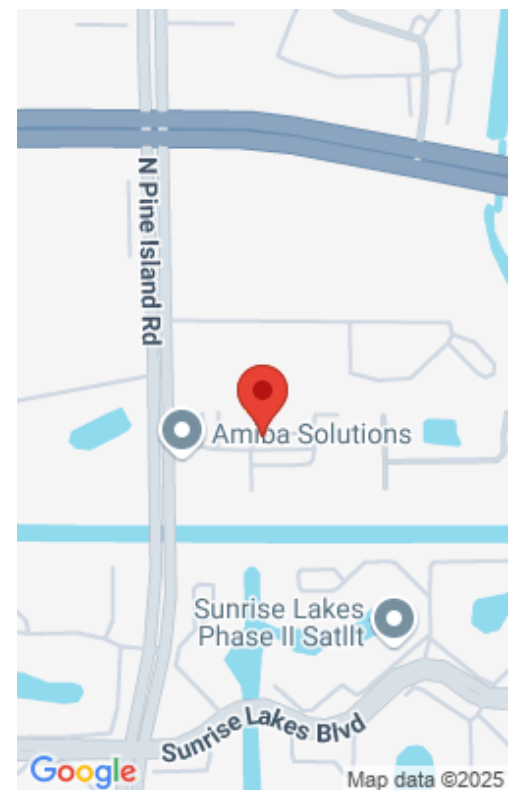 N Pine Island Rd
Amiba Solutions
Sunrise Lakes
Phase II Satllt
Sunrise Lakes Blvd
Google
Map data ©2025